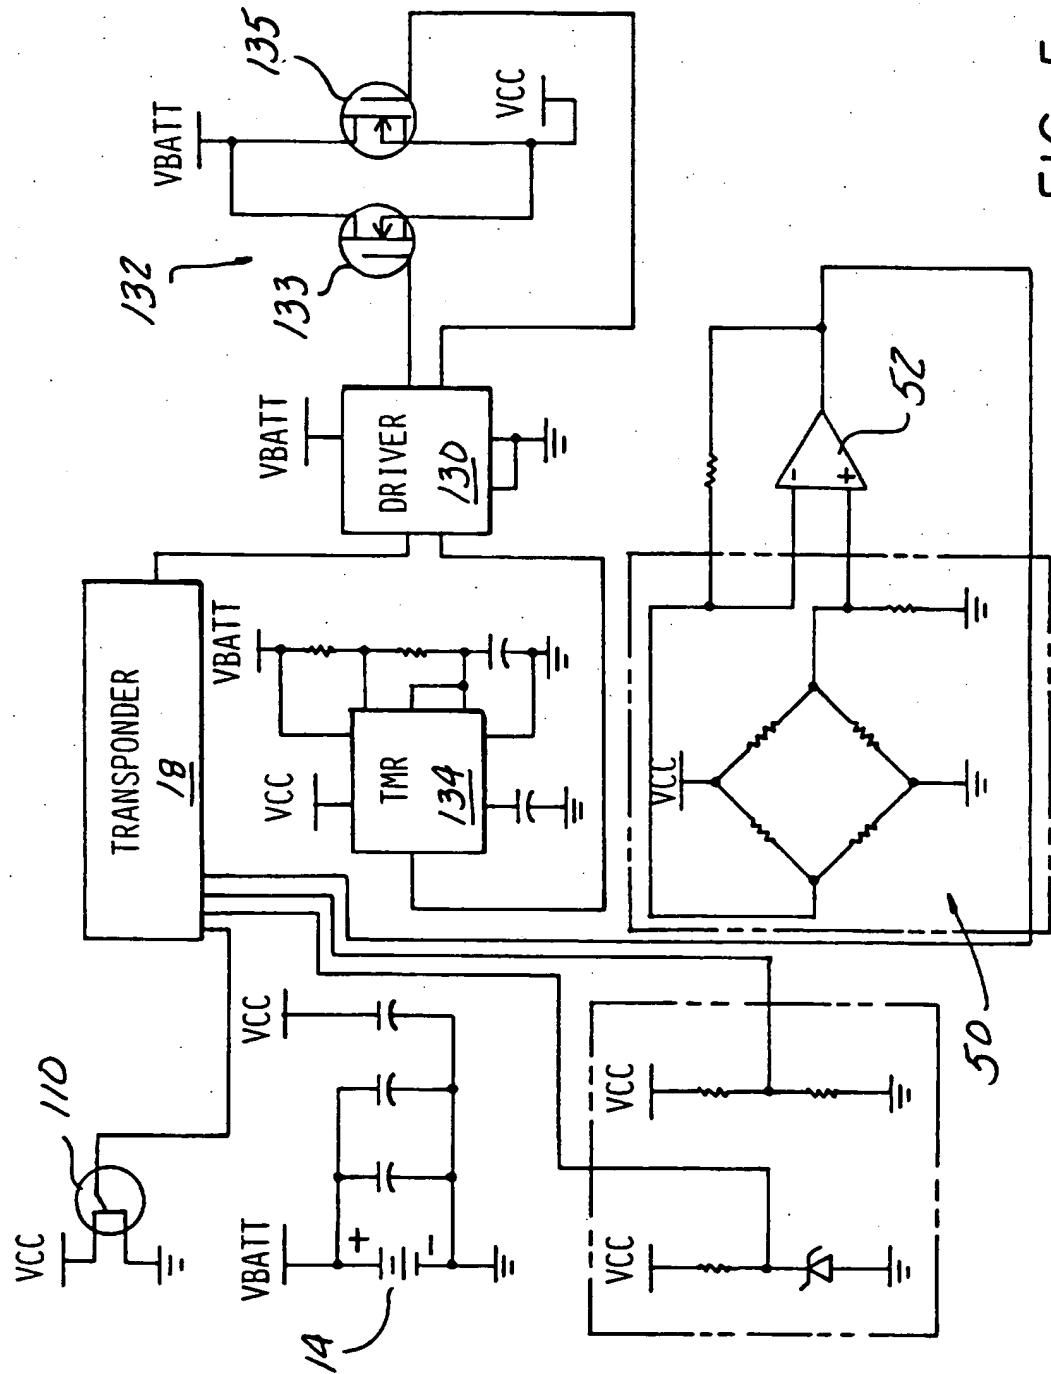 VBATT
135
VCC
132
133
VBATT
DRIVER
130
52
-
+
TRANSPONDER
18
VBATT
VCC
TMR
134
VCC
50
110
VCC
VCC
VBATT
+
-
14
VCC
VCC